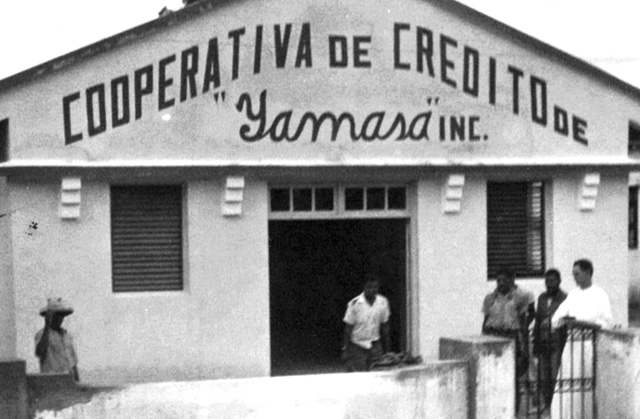 COOPERATIVA DE CREDITO DE
"Yamasá" INC.